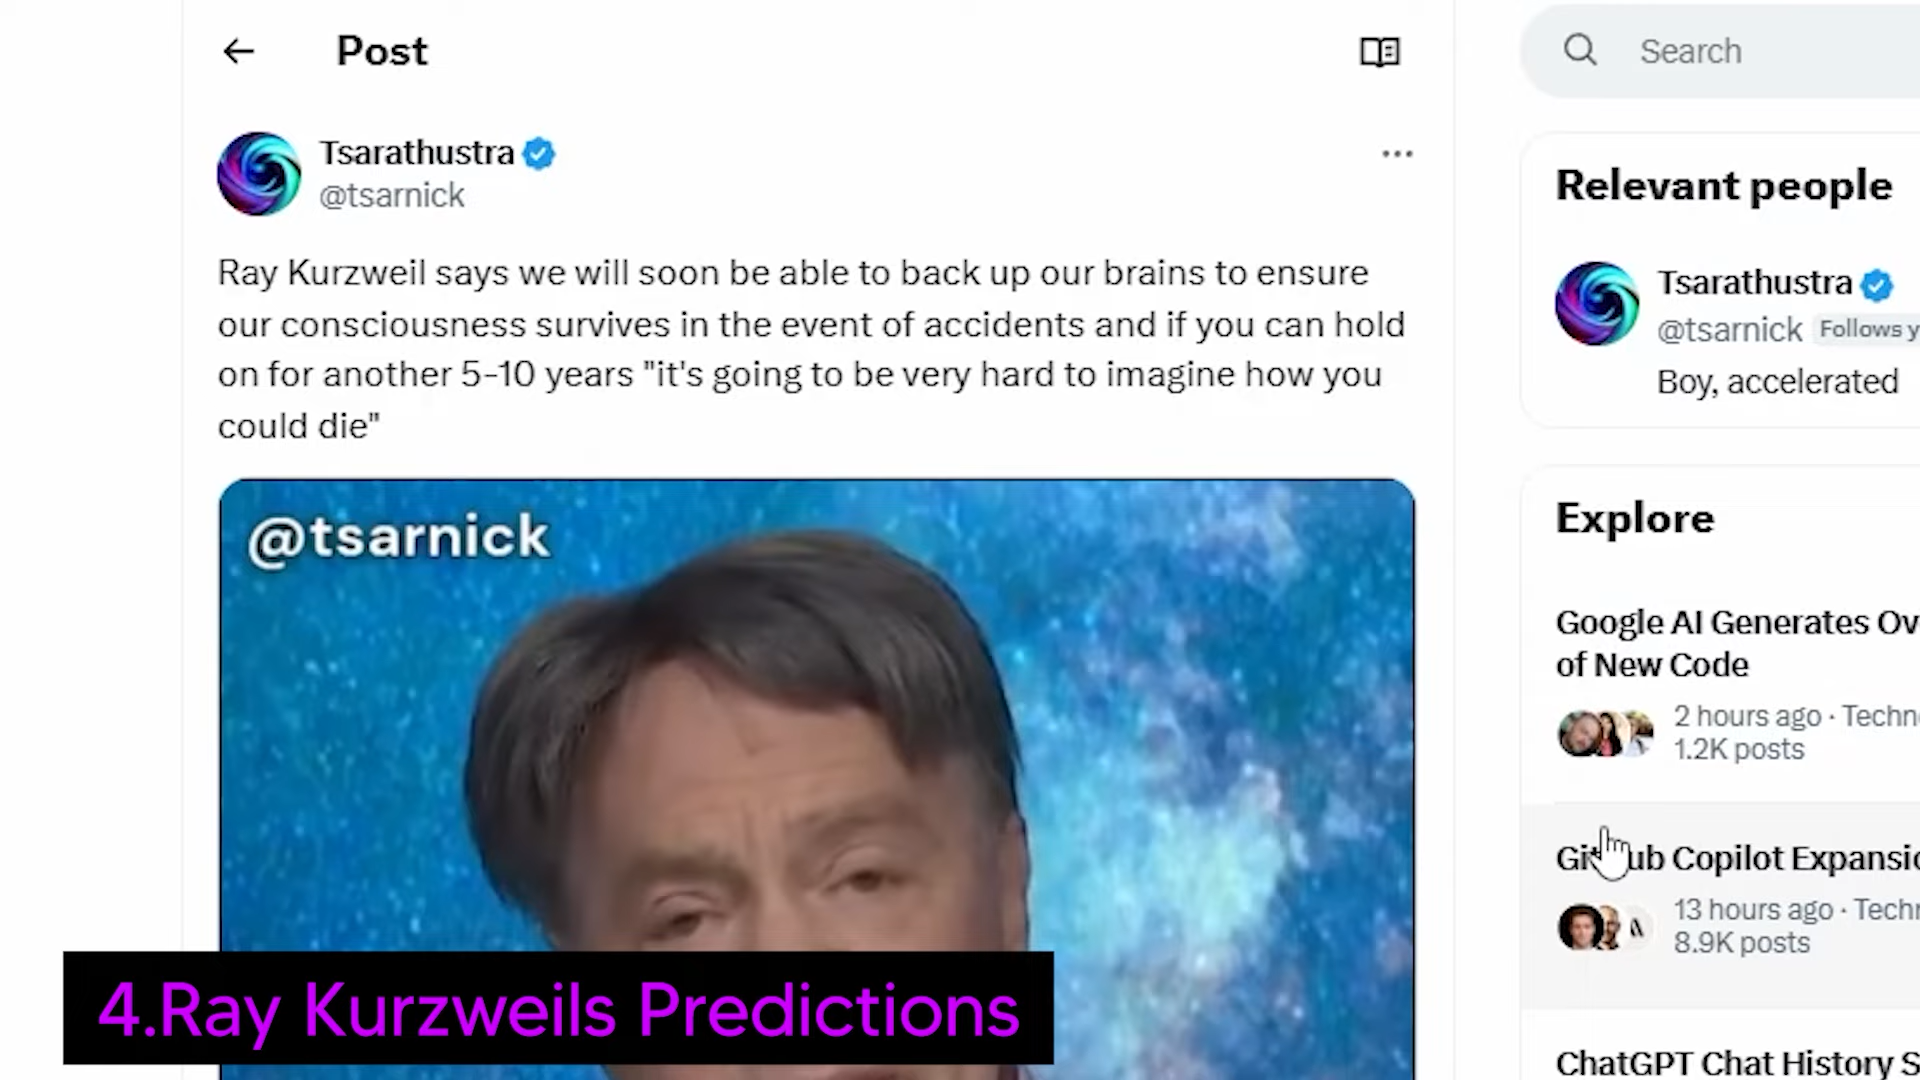 Post
Search
Tsarathustra
@tsarnick
Ray Kurzweil says we will soon be able to back up our brains to ensure
our consciousness survives in the event of accidents and if you can hold
on for another 5-10 years "it's going to be very hard to imagine how you
could die"
@tsarnick
4.Ray Kurzweils Predictions
Relevant people
Tsarathustra
@tsarnick Follows y
Boy, accelerated
Explore
Google AI Generates Ov
of New Code
2 hours ago · Techn
1.2K posts
Copilot Expansi
13 hours ago · Techn
8.9K posts
ChatGPT Chat History S